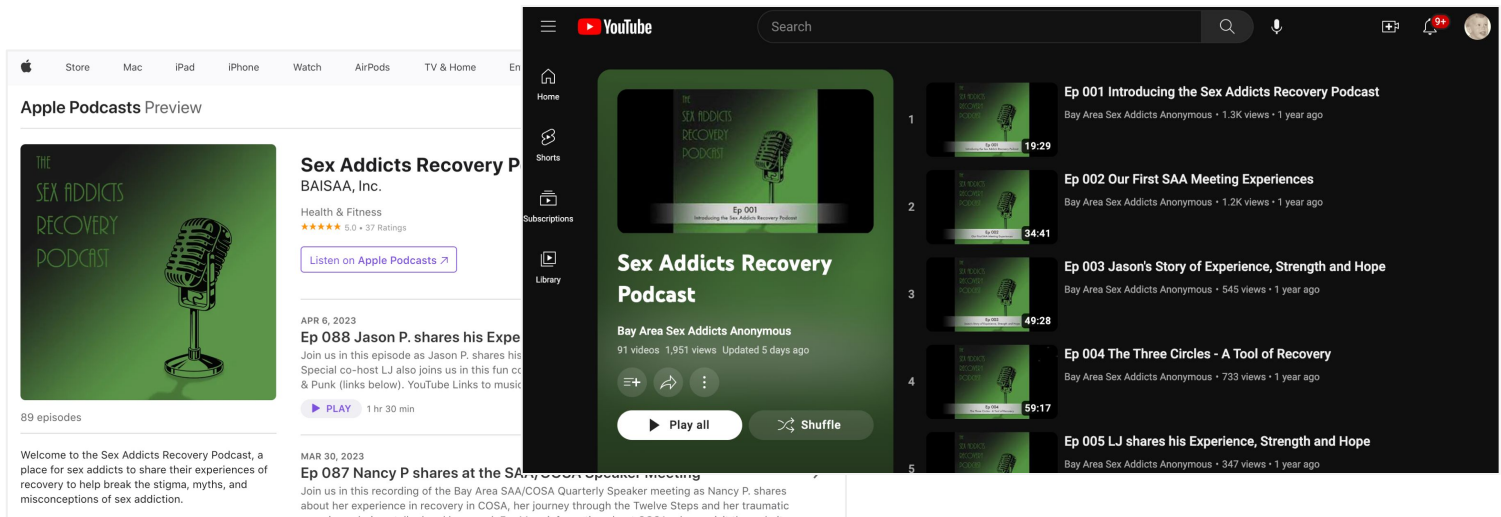 Store Mac iPad iPhone Watch AirPods TV & Home En
Apple Podcasts Preview
THE
SEX ADDICTS
RECOVERY
PODCAST
89 episodes
Welcome to the Sex Addicts Recovery Podcast, a
place for sex addicts to share their experiences of
recovery to help break the stigma, myths, and
misconceptions of sex addiction.
Sex Addicts Recovery P
BAISAA, Inc.
Health & Fitness
★★★★★ 5.0 • 37 Ratings
Listen on Apple Podcasts ↗
APR 6, 2023
Ep 088 Jason P. shares his Expe
Join us in this episode as Jason P. shares his
Special co-host LJ also joins us in this fun co
& Punk (links below). YouTube Links to music
PLAY 1 hr 30 min
MAR 30, 2023
Ep 087 Nancy P shares at the SAA/COSA Speaker Meeting
Join us in this recording of the Bay Area SAA/COSA Quarterly Speaker meeting as Nancy P. shares
about her experience in recovery in COSA, her journey through the Twelve Steps and her traumatic
YouTube
Search
9+
Home
Shorts
Subscriptions
Library
THE
SEX ADDICTS
RECOVERY
PODCAST
Ep 001
Introducing the Sex Addicts Recovery Podcast
Sex Addicts Recovery
Podcast
Bay Area Sex Addicts Anonymous
91 videos 1,951 views Updated 5 days ago
Play all
Shuffle
1
19:29
Ep 001 Introducing the Sex Addicts Recovery Podcast
Bay Area Sex Addicts Anonymous • 1.3K views • 1 year ago
2
34:41
Ep 002 Our First SAA Meeting Experiences
Bay Area Sex Addicts Anonymous • 1.2K views • 1 year ago
3
49:28
Ep 003 Jason's Story of Experience, Strength and Hope
Bay Area Sex Addicts Anonymous • 545 views • 1 year ago
4
59:17
Ep 004 The Three Circles - A Tool of Recovery
Bay Area Sex Addicts Anonymous • 733 views • 1 year ago
5
Ep 005 LJ shares his Experience, Strength and Hope
Bay Area Sex Addicts Anonymous • 347 views • 1 year ago